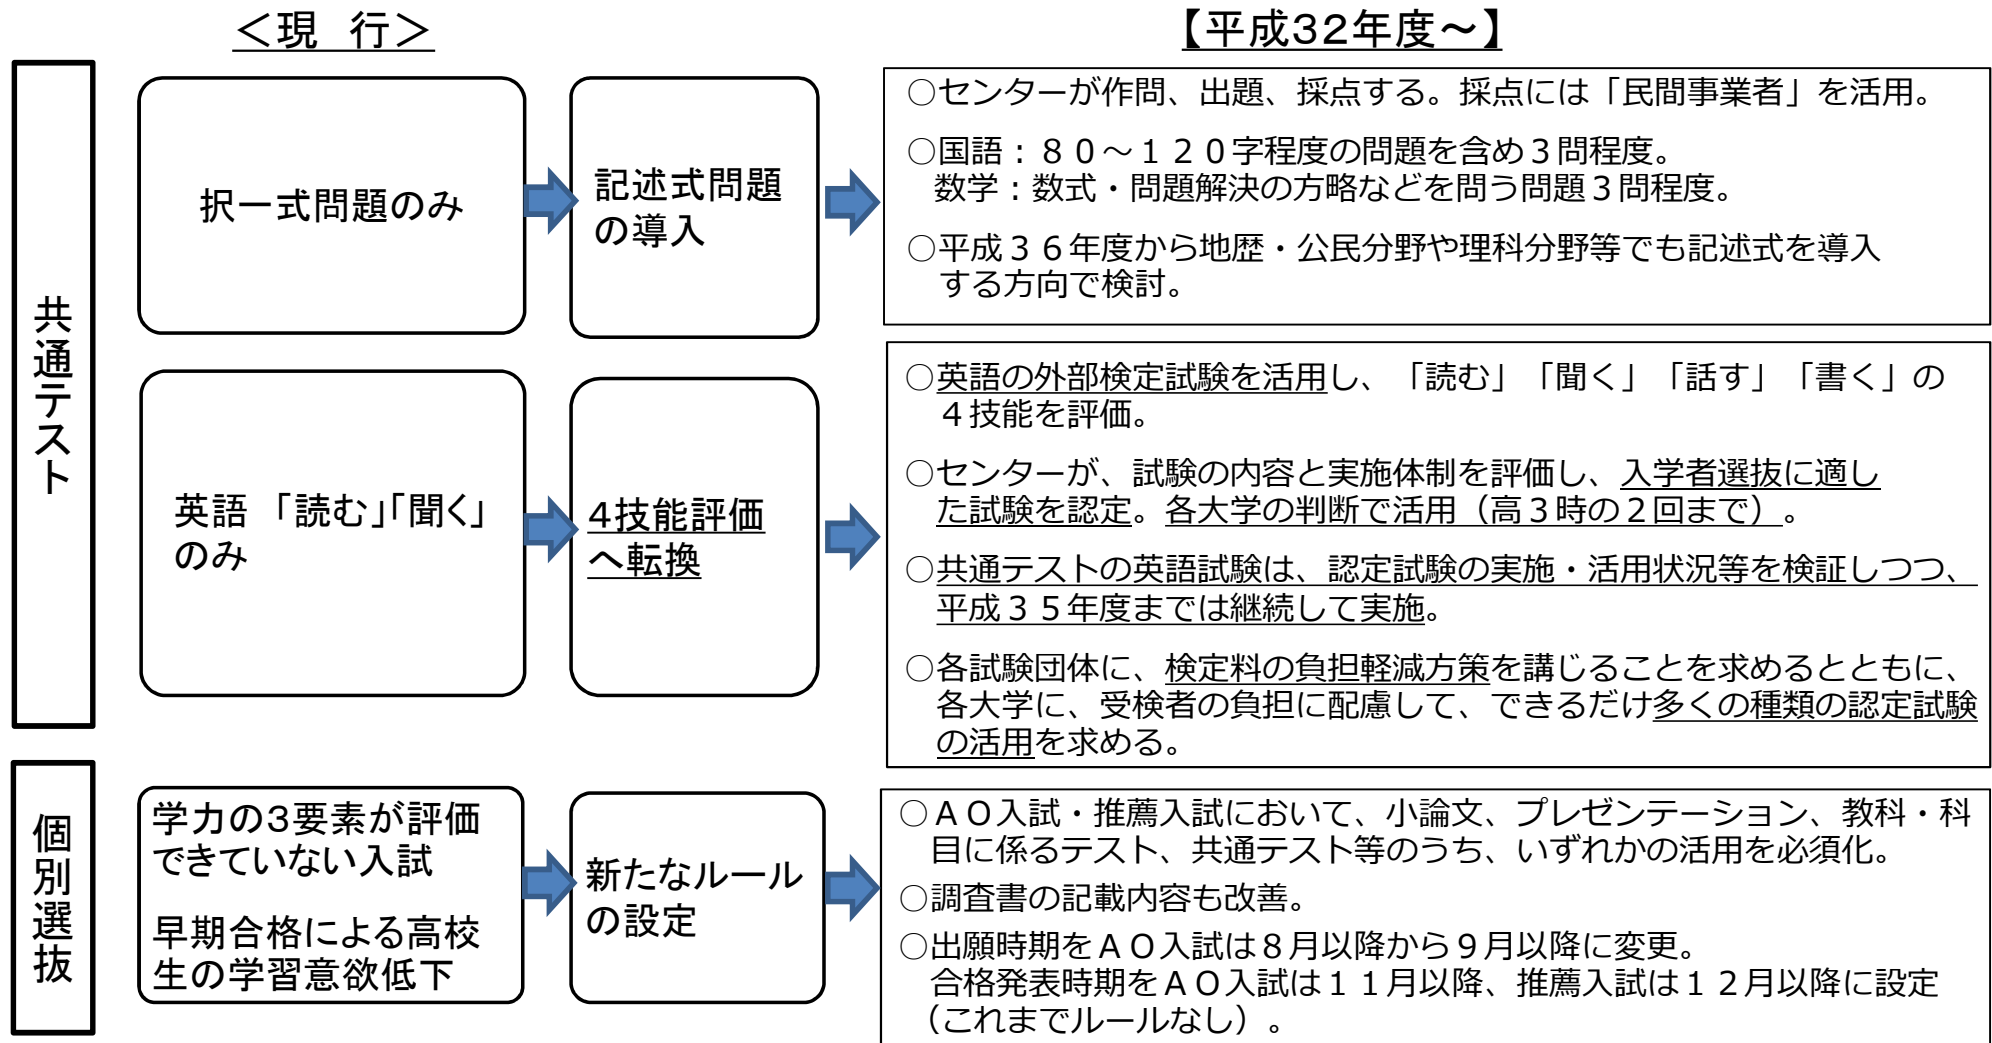 ＜現　行＞
【平成32年度～】
共通テスト
択一式問題のみ
記述式問題
の導入
○センターが作問、出題、採点する。採点には「民間事業者」を活用。
○国語：８０～１２０字程度の問題を含め３問程度。
数学：数式・問題解決の方略などを問う問題３問程度。
○平成３６年度から地歴・公民分野や理科分野等でも記述式を導入
する方向で検討。
英語 「読む」「聞く」
のみ
4技能評価
へ転換
○英語の外部検定試験を活用し、「読む」「聞く」「話す」「書く」の
４技能を評価。
○センターが、試験の内容と実施体制を評価し、入学者選抜に適し
た試験を認定。各大学の判断で活用（高３時の２回まで）。
○共通テストの英語試験は、認定試験の実施・活用状況等を検証しつつ、
平成３５年度までは継続して実施。
○各試験団体に、検定料の負担軽減方策を講じることを求めるとともに、
各大学に、受検者の負担に配慮して、できるだけ多くの種類の認定試験
の活用を求める。
個別選抜
学力の3要素が評価
できていない入試
早期合格による高校
生の学習意欲低下
新たなルール
の設定
○ＡＯ入試・推薦入試において、小論文、プレゼンテーション、教科・科
目に係るテスト、共通テスト等のうち、いずれかの活用を必須化。
○調査書の記載内容も改善。
○出願時期をＡＯ入試は８月以降から９月以降に変更。
合格発表時期をＡＯ入試は１１月以降、推薦入試は１２月以降に設定
（これまでルールなし）。